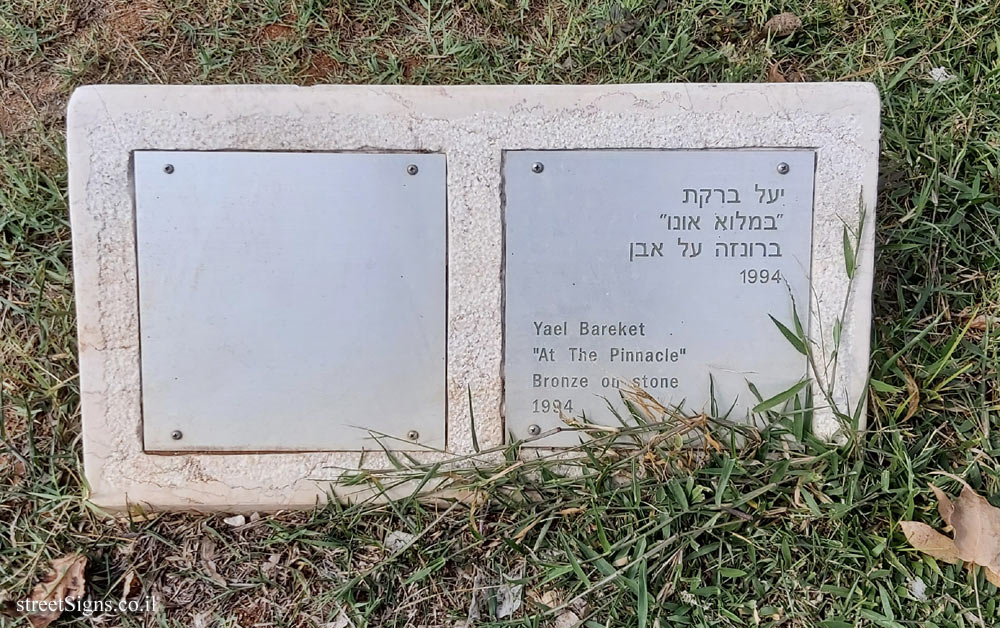 יעל ברקת
"במלוא אונו"
ברונזה על אבן
1994
Yael Bareket
"At The Pinnacle"
Bronze on stone
1994
streetSigns.co.il